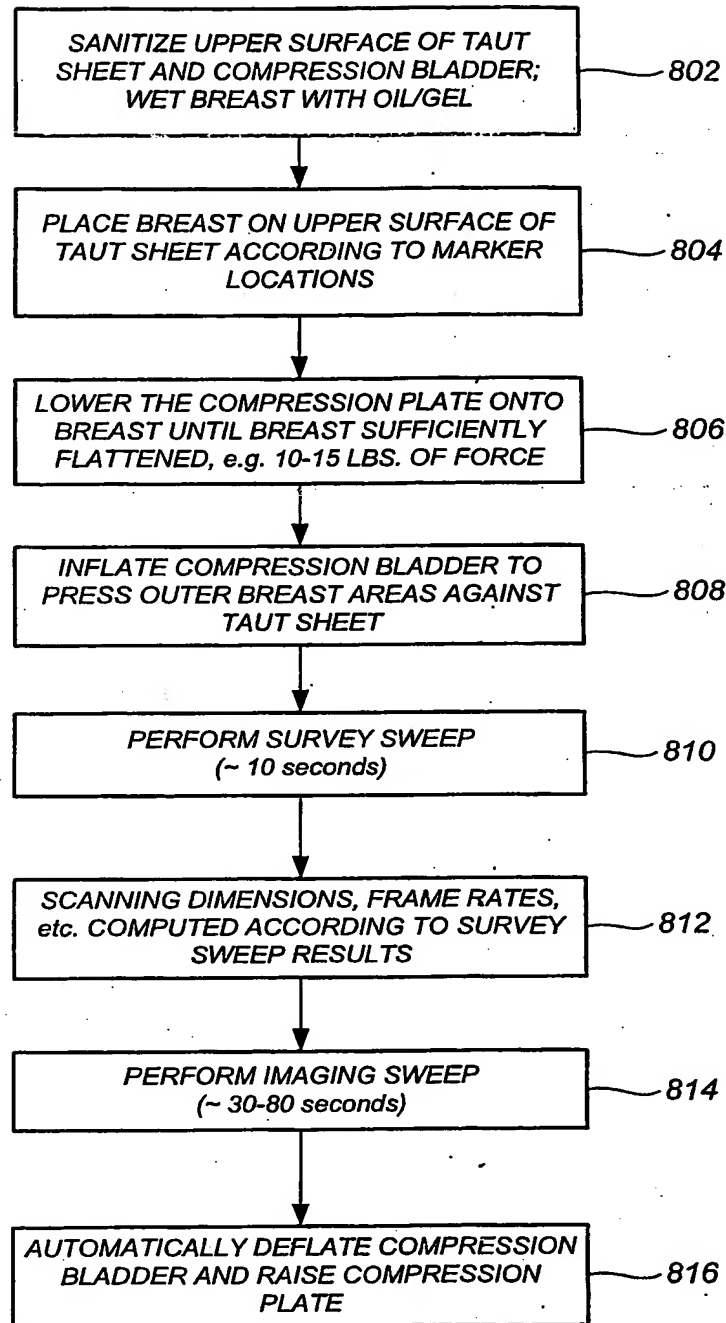 SANITIZE UPPER SURFACE OF TAUT
SHEET AND COMPRESSION BLADDER;
WET BREAST WITH OIL/GEL
802
PLACE BREAST ON UPPER SURFACE OF
TAUT SHEET ACCORDING TO MARKER
LOCATIONS
804
LOWER THE COMPRESSION PLATE ONTO
BREAST UNTIL BREAST SUFFICIENTLY
FLATTENED, e.g. 10-15 LBS. OF FORCE
806
INFLATE COMPRESSION BLADDER TO
PRESS OUTER BREAST AREAS AGAINST
TAUT SHEET
808
PERFORM SURVEY SWEEP
(~ 10 seconds)
810
SCANNING DIMENSIONS, FRAME RATES,
etc. COMPUTED ACCORDING TO SURVEY
SWEEP RESULTS
812
PERFORM IMAGING SWEEP
(~ 30-80 seconds)
814
AUTOMATICALLY DEFLATE COMPRESSION
BLADDER AND RAISE COMPRESSION
PLATE
816